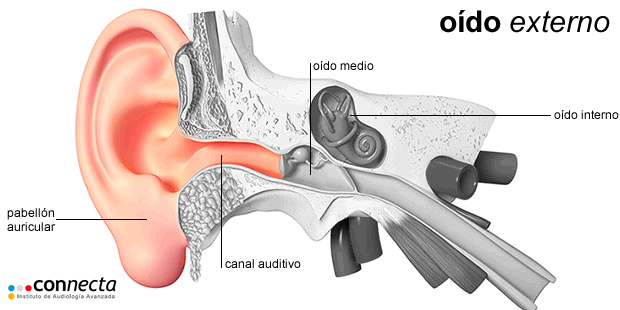 oído externo
oído medio
oído interno
pabellón
auricular
canal auditivo
connecta
Instituto de Audiología Avanzada